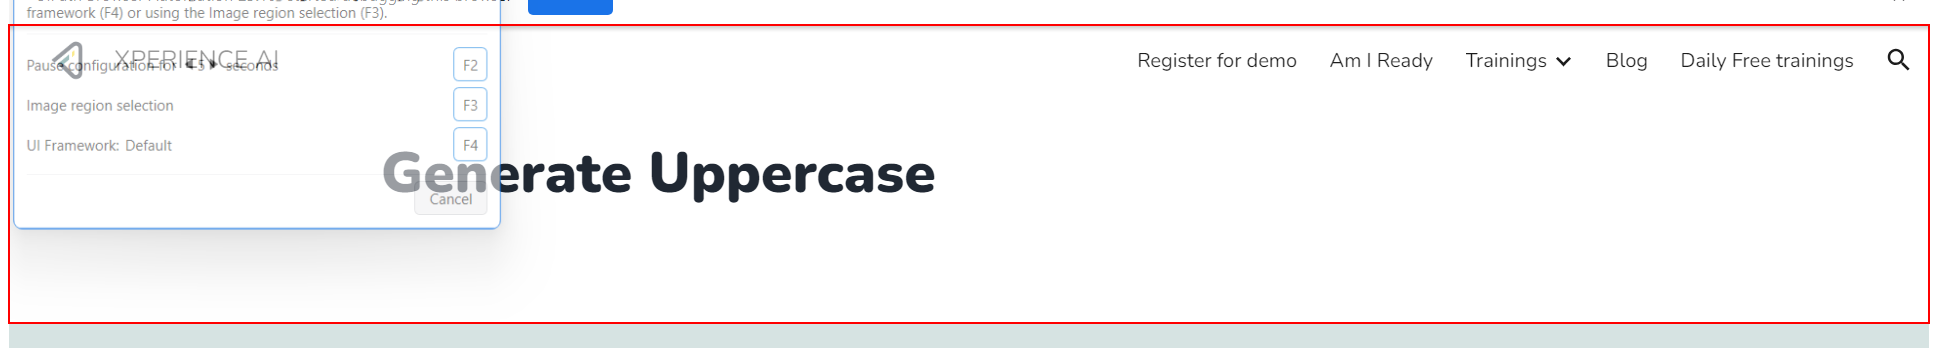 framework (F4) or using the Image region selection (F3).
XPERIENCE AI
Register for demo
Am I Ready
Trainings
Blog
Daily Free trainings
Pause configuration for < 5 > seconds
F2
Image region selection
F3
UI Framework: Default
F4
Generate Uppercase
Cancel